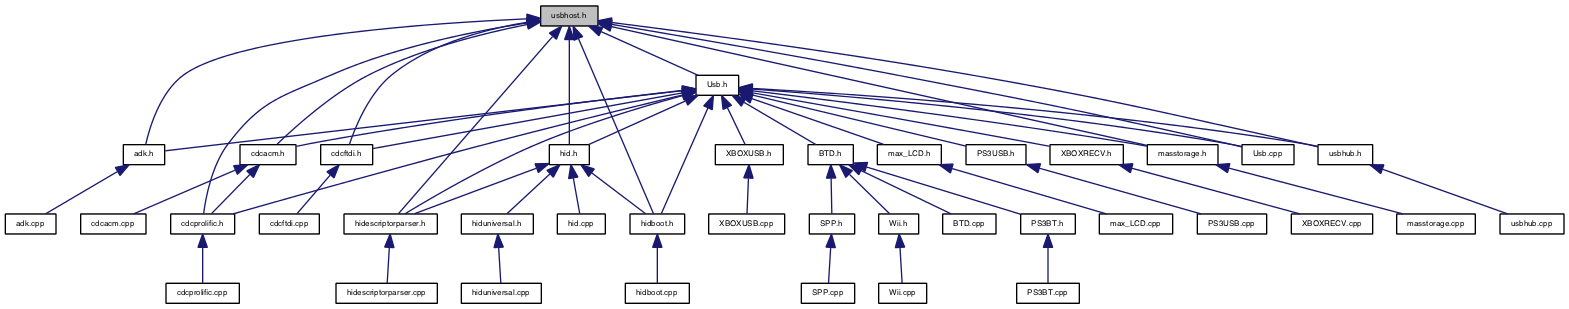 usbhost.h
Usb.h
adk.h
cdcacm.h
cdcftdi.h
hid.h
XBOXUSB.h
BTD.h
max_LCD.h
PS3USB.h
XBOXRECV.h
masstorage.h
Usb.cpp
usbhub.h
adk.cpp
cdcacm.cpp
cdcprolific.h
cdcftdi.cpp
hidescriptorparser.h
hiduniversal.h
hid.cpp
hidboot.h
XBOXUSB.cpp
SPP.h
Wii.h
BTD.cpp
PS3BT.h
max_LCD.cpp
PS3USB.cpp
XBOXRECV.cpp
masstorage.cpp
usbhub.cpp
cdcprolific.cpp
hidescriptorparser.cpp
hiduniversal.cpp
hidboot.cpp
SPP.cpp
Wii.cpp
PS3BT.cpp